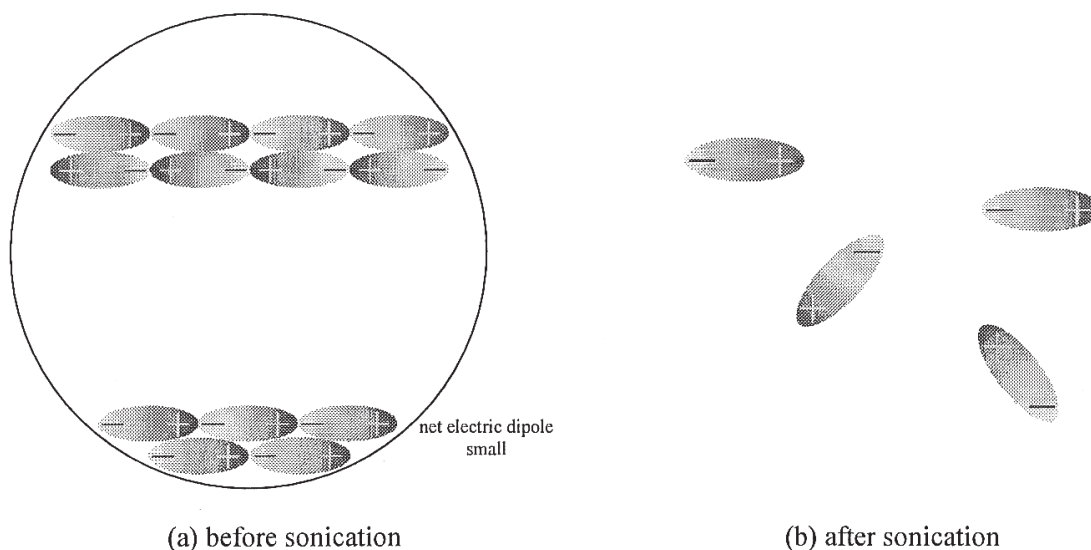 net electric dipole
small
(a) before sonication
(b) after sonication